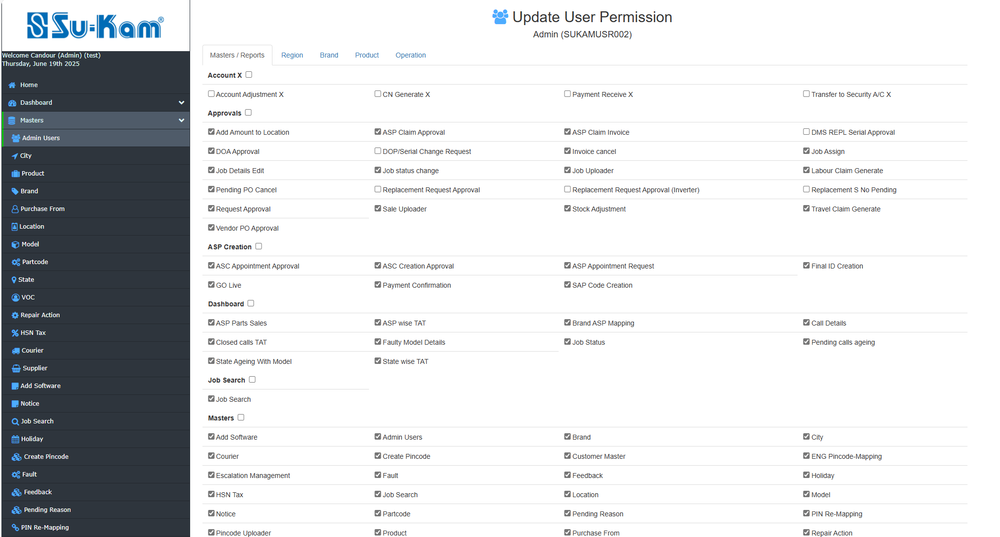 Su-Kam®
Welcome Candour (Admin) (test)
Thursday, June 19th 2025
Home
Dashboard
Masters
Admin Users
City
Product
Brand
Purchase From
Location
Model
Partcode
State
VOC
Repair Action
HSN Tax
Courier
Supplier
Add Software
Notice
Job Search
Holiday
Create Pincode
Fault
Feedback
Pending Reason
PIN Re-Mapping
Update User Permission
Admin (SUKAMUSR002)
Masters / Reports Region Brand Product Operation
Account X
Account Adjustment X CN Generate X Payment Receive X Transfer to Security A/C X
Approvals
Add Amount to Location ASP Claim Approval ASP Claim Invoice DMS REPL Serial Approval
DOA Approval DOP/Serial Change Request Invoice cancel Job Assign
Job Details Edit Job status change Job Uploader Labour Claim Generate
Pending PO Cancel Replacement Request Approval Replacement Request Approval (Inverter) Replacement S No Pending
Request Approval Sale Uploader Stock Adjustment Travel Claim Generate
Vendor PO Approval
ASP Creation
ASC Appointment Approval ASC Creation Approval ASP Appointment Request Final ID Creation
GO Live Payment Confirmation SAP Code Creation
Dashboard
ASP Parts Sales ASP wise TAT Brand ASP Mapping Call Details
Closed calls TAT Faulty Model Details Job Status Pending calls ageing
State Ageing With Model State wise TAT
Job Search
Job Search
Masters
Add Software Admin Users Brand City
Courier Create Pincode Customer Master ENG Pincode-Mapping
Escalation Management Fault Feedback Holiday
HSN Tax Job Search Location Model
Notice Partcode Pending Reason PIN Re-Mapping
Pincode Uploader Product Purchase From Repair Action